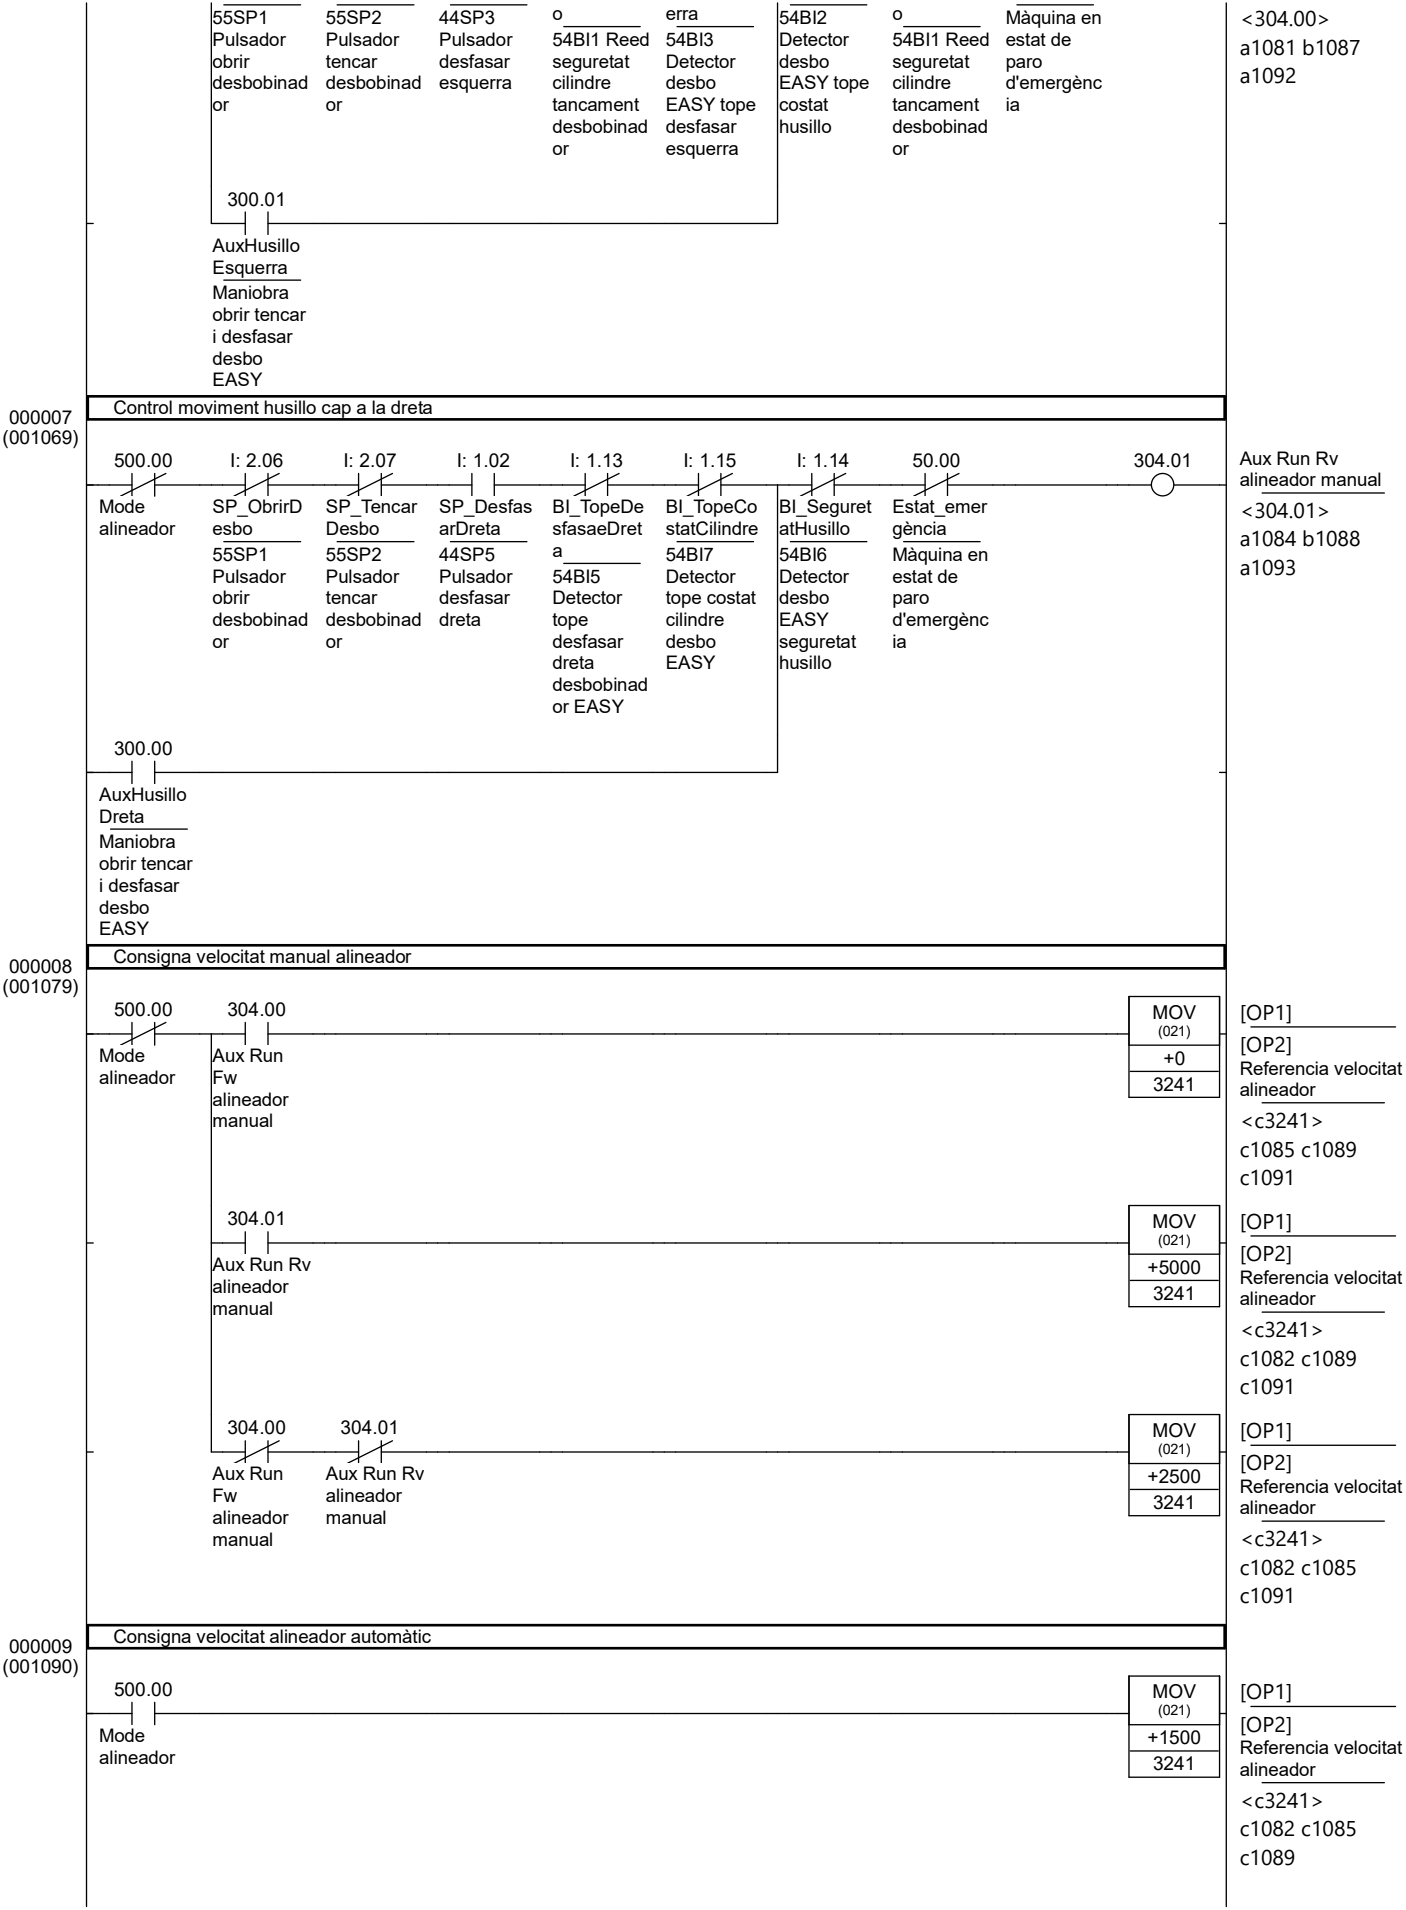 55SP1
Pulsador
obrir
desbobinad
or
55SP2
Pulsador
tencar
desbobinad
or
44SP3
Pulsador
desfasar
esquerra
o
54BI1 Reed
seguretat
cilindre
tancament
desbobinad
or
erra
54BI3
Detector
desbo
EASY tope
desfasar
esquerra
54BI2
Detector
desbo
EASY tope
costat
husillo
o
54BI1 Reed
seguretat
cilindre
tancament
desbobinad
or
Màquina en
estat de
paro
d'emergènc
ia
<304.00>
a1081 b1087
a1092
300.01
AuxHusillo
Esquerra
Maniobra
obrir tencar
i desfasar
desbo
EASY
000007
(001069)
Control moviment husillo cap a la dreta
500.00
Mode
alineador
I: 2.06
SP_ObrirD
esbo
55SP1
Pulsador
obrir
desbobinad
or
I: 2.07
SP_Tencar
Desbo
55SP2
Pulsador
tencar
desbobinad
or
I: 1.02
SP_Desfas
arDreta
44SP5
Pulsador
desfasar
dreta
I: 1.13
BI_TopeDe
sfasaeDret
a
54BI5
Detector
tope
desfasar
dreta
desbobinad
or EASY
I: 1.15
BI_TopeCo
statCilindre
54BI7
Detector
tope costat
cilindre
desbo
EASY
I: 1.14
BI_Seguret
atHusillo
54BI6
Detector
desbo
EASY
seguretat
husillo
50.00
Estat_emer
gència
Màquina en
estat de
paro
d'emergènc
ia
304.01
Aux Run Rv
alineador manual
<304.01>
a1084 b1088
a1093
300.00
AuxHusillo
Dreta
Maniobra
obrir tencar
i desfasar
desbo
EASY
000008
(001079)
Consigna velocitat manual alineador
500.00
Mode
alineador
304.00
Aux Run
Fw
alineador
manual
MOV
(021)
+0
3241
[OP1]
[OP2]
Referencia velocitat
alineador
<c3241>
c1085 c1089
c1091
304.01
Aux Run Rv
alineador
manual
MOV
(021)
+5000
3241
[OP1]
[OP2]
Referencia velocitat
alineador
<c3241>
c1082 c1089
c1091
304.00
Aux Run
Fw
alineador
manual
304.01
Aux Run Rv
alineador
manual
MOV
(021)
+2500
3241
[OP1]
[OP2]
Referencia velocitat
alineador
<c3241>
c1082 c1085
c1091
000009
(001090)
Consigna velocitat alineador automàtic
500.00
Mode
alineador
MOV
(021)
+1500
3241
[OP1]
[OP2]
Referencia velocitat
alineador
<c3241>
c1082 c1085
c1089